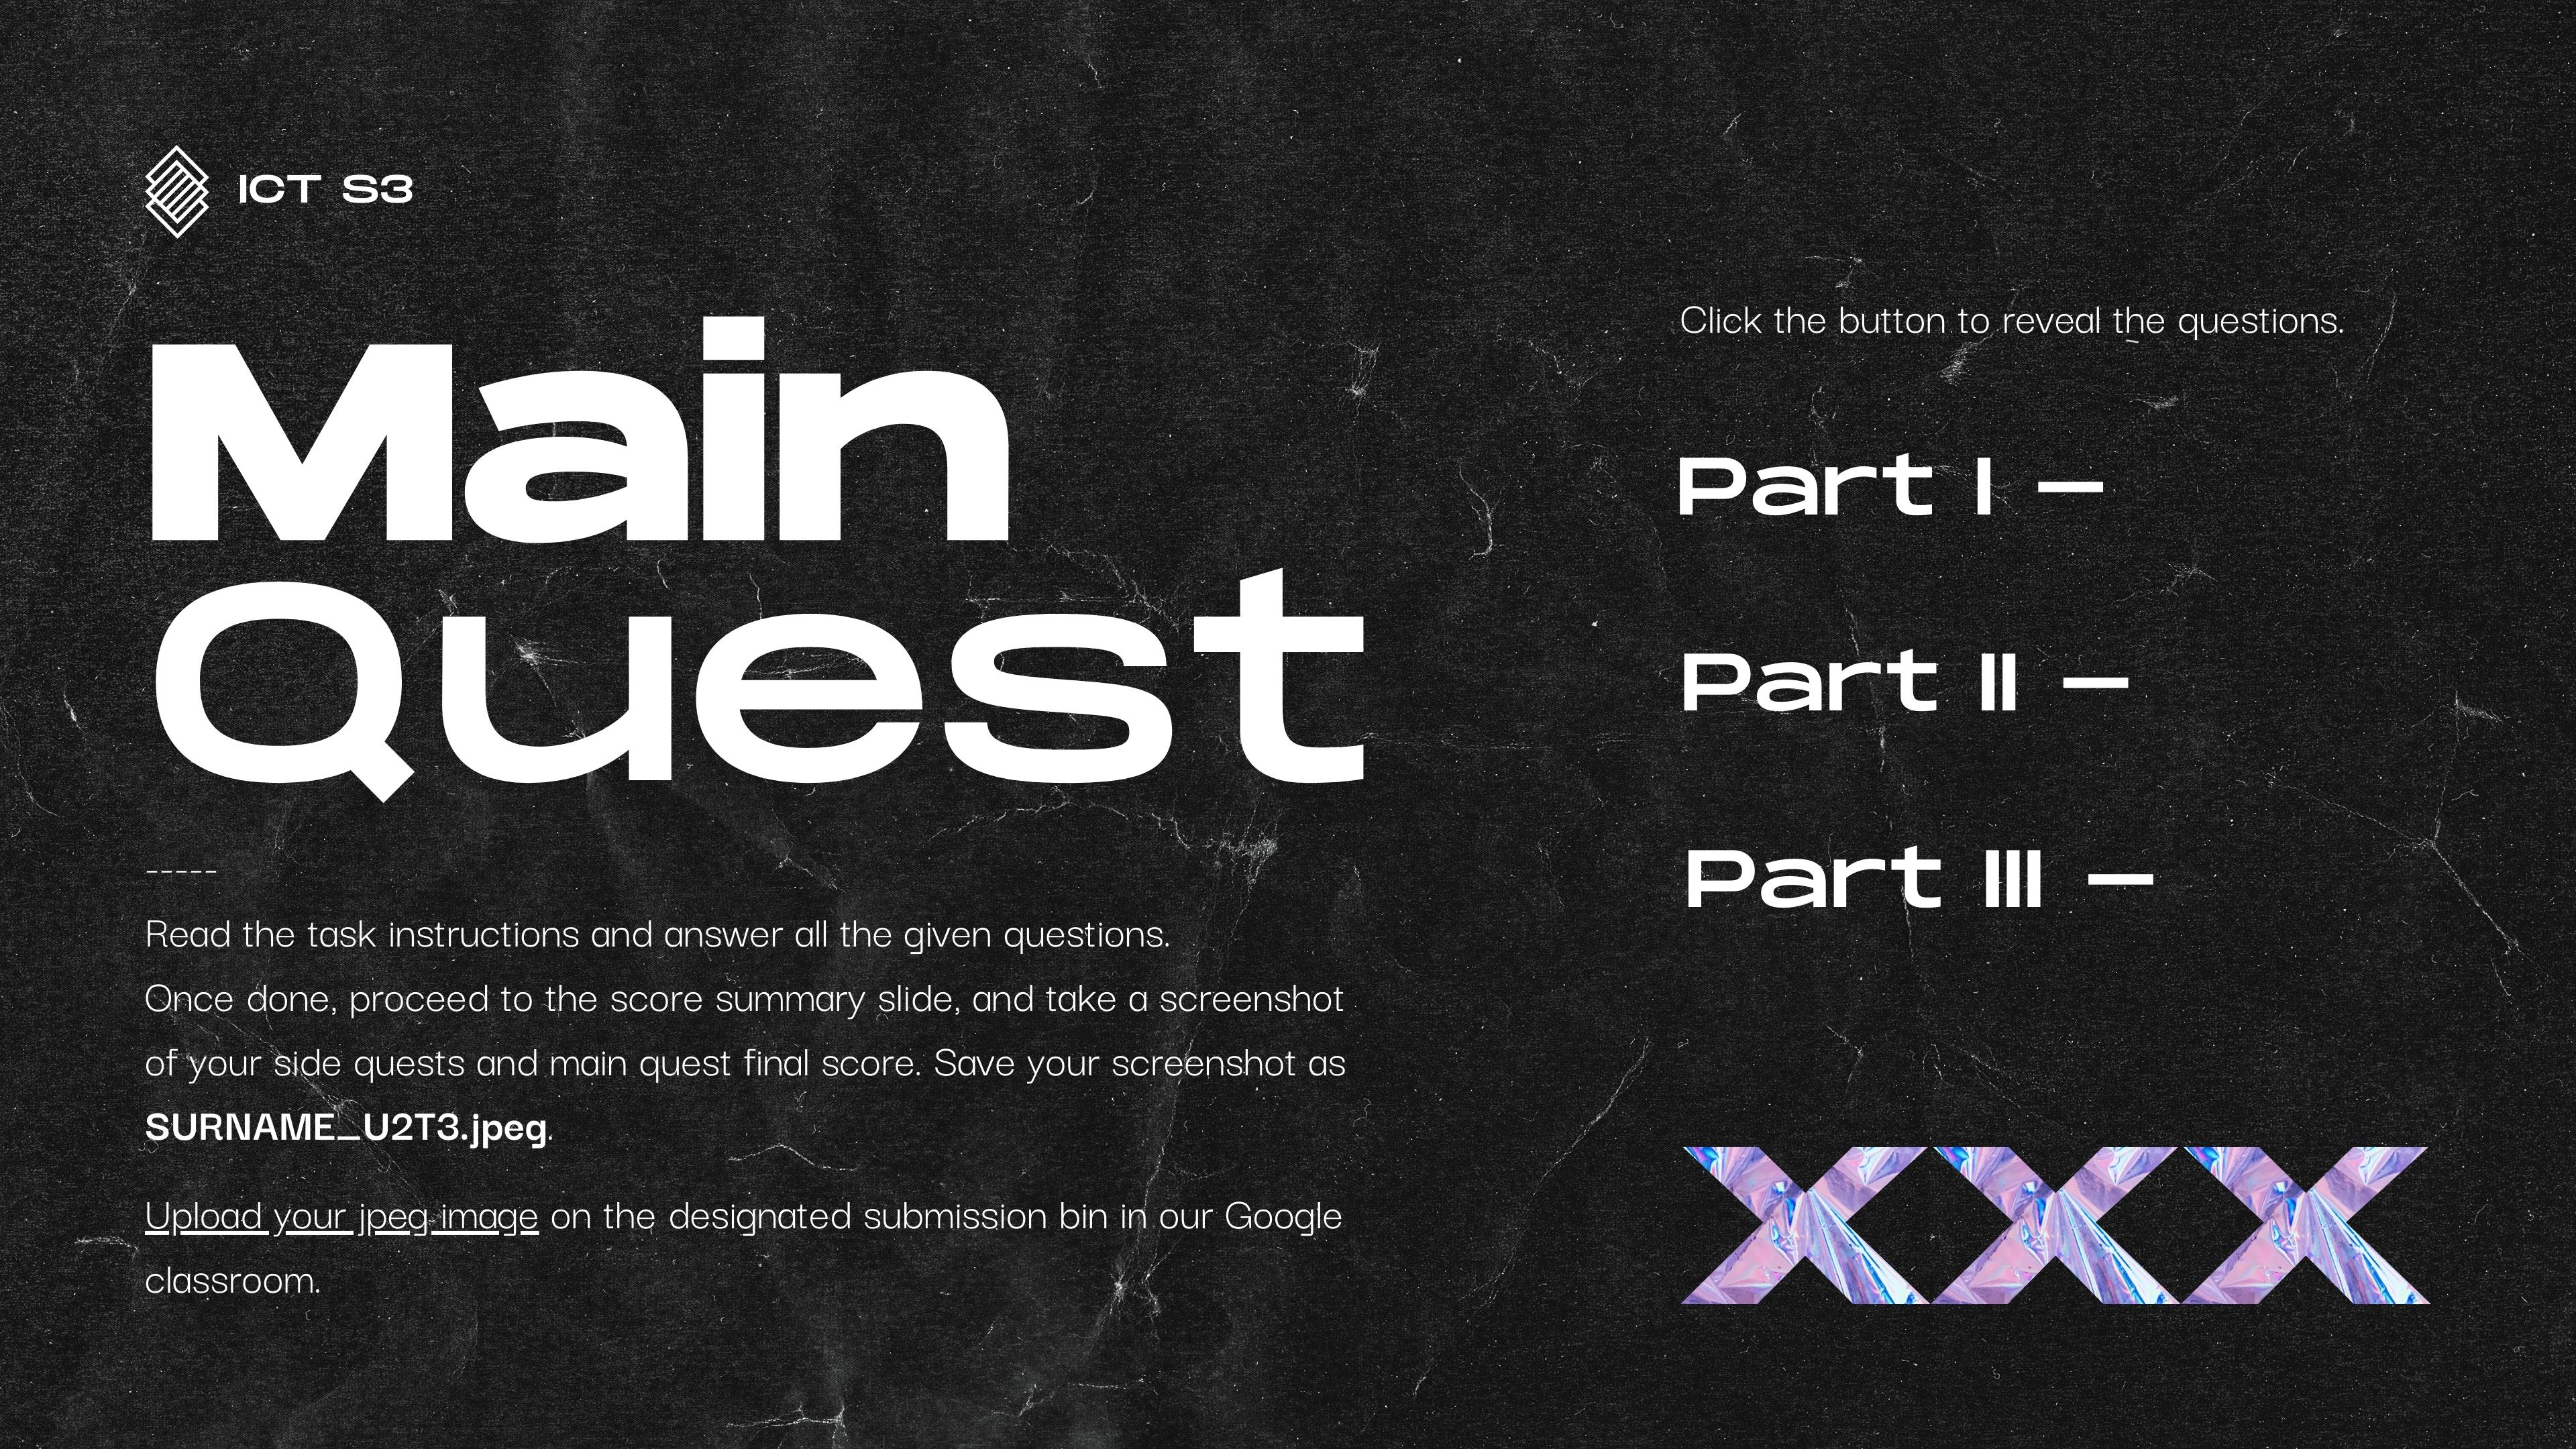 ICT S3
Main
Quest
-----
Read the task instructions and answer all the given questions.
Once done, proceed to the score summary slide, and take a screenshot
of your side quests and main quest final score. Save your screenshot as
SURNAME_U2T3.jpeg.
Upload your jpeg image on the designated submission bin in our Google
classroom.
Click the button to reveal the questions.
Part I –
Part II –
Part III –
XXX